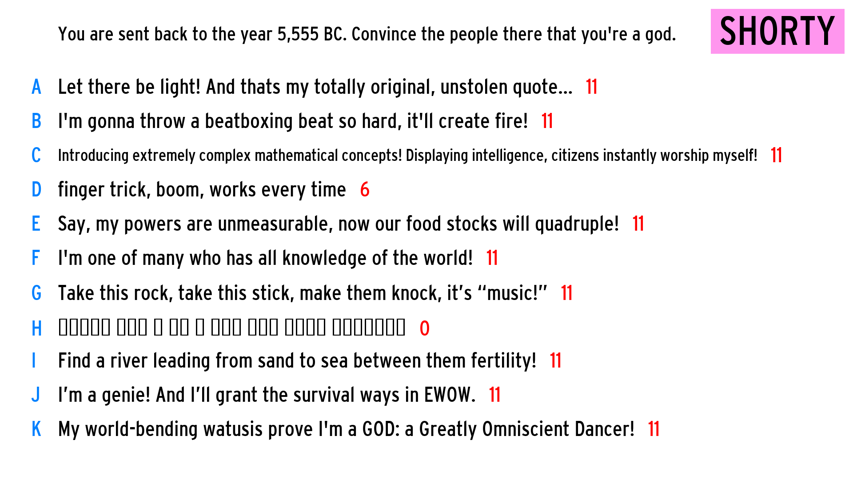 You are sent back to the year 5,555 BC. Convince the people there that you're a god.
SHORTY
A Let there be light! And thats my totally original, unstolen quote... 11
B I'm gonna throw a beatboxing beat so hard, it'll create fire! 11
C Introducing extremely complex mathematical concepts! Displaying intelligence, citizens instantly worship myself! 11
D finger trick, boom, works every time 6
E Say, my powers are unmeasurable, now our food stocks will quadruple! 11
F I'm one of many who has all knowledge of the world! 11
G Take this rock, take this stick, make them knock, it’s “music!” 11
H 0
I Find a river leading from sand to sea between them fertility! 11
J I’m a genie! And I’ll grant the survival ways in EWOW. 11
K My world-bending watusis prove I'm a GOD: a Greatly Omniscient Dancer! 11